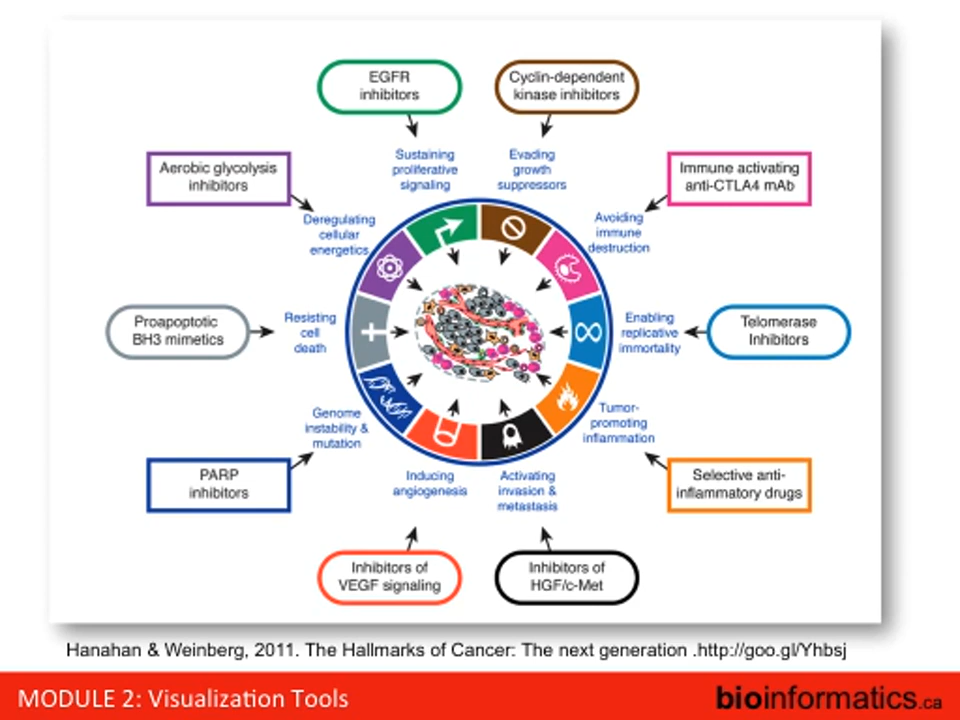 EGFR
inhibitors
Cyclin-dependent
kinase inhibitors
Aerobic glycolysis
inhibitors
Sustaining
proliferative
signaling
Evading
growth
suppressors
Immune activating
anti-CTLA4 mAb
Deregulating
cellular
energetics
Avoiding
immune
destruction
Proapoptotic
BH3 mimetics
Resisting
cell
death
Enabling
replicative
immortality
Telomerase
Inhibitors
Genome
instability &
mutation
Tumor-
promoting
inflammation
PARP
inhibitors
Inducing
angiogenesis
Activating
invasion &
metastasis
Selective anti-
inflammatory drugs
Inhibitors of
VEGF signaling
Inhibitors of
HGF/c-Met
Hanahan & Weinberg, 2011. The Hallmarks of Cancer: The next generation .http://goo.gl/Yhbsj
MODULE 2: Visualization Tools
bioinformatics.ca